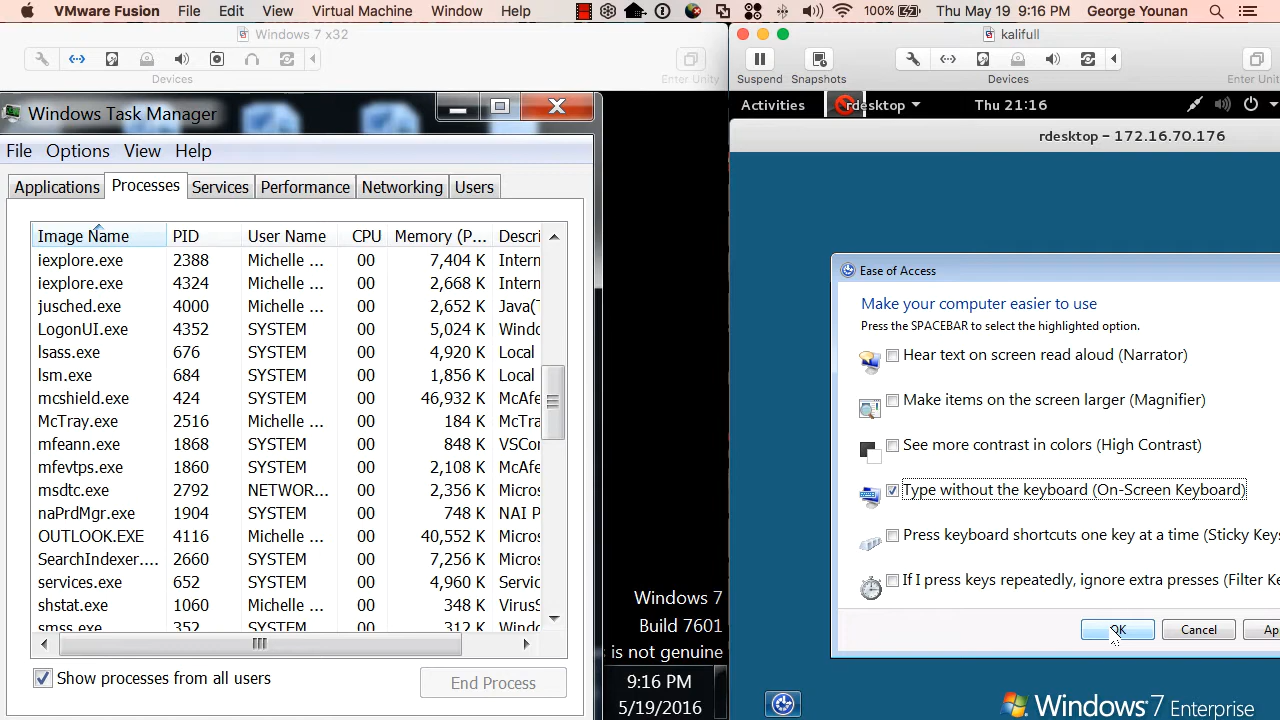 VMware Fusion File Edit View Virtual Machine Window Help 100% Thu May 19 9:16 PM George Younan
Windows 7 x32
Devices
Enter Unity
kalifull
Suspend Snapshots Devices Enter Unit
Activities rdesktop Thu 21:16
rdesktop - 172.16.70.176
Windows Task Manager
File Options View Help
Applications Processes Services Performance Networking Users
Image Name PID User Name CPU Memory (P... Descri
iexplore.exe 2388 Michelle ... 00 7,404 K Intern
iexplore.exe 4324 Michelle ... 00 2,668 K Intern
jusched.exe 4000 Michelle ... 00 2,652 K Java(T
LogonUI.exe 4352 SYSTEM 00 5,024 K Windo
lsass.exe 676 SYSTEM 00 4,920 K Local
lsm.exe 684 SYSTEM 00 1,856 K Local
mcshield.exe 424 SYSTEM 00 46,932 K McAfe
McTray.exe 2516 Michelle ... 00 184 K McTra
mfeann.exe 1868 SYSTEM 00 848 K VSCor
mfevtps.exe 1860 SYSTEM 00 2,108 K McAfe
msdtc.exe 2792 NETWOR... 00 2,356 K Micros
naPrdMgr.exe 1904 SYSTEM 00 748 K NAI P
OUTLOOK.EXE 4116 Michelle ... 00 40,552 K Micros
SearchIndexer.... 2660 SYSTEM 00 7,256 K Micros
services.exe 652 SYSTEM 00 4,960 K Servic
shstat.exe 1060 Michelle ... 00 348 K VirusS
smss.exe 352 SYSTEM 00 312 K Windo
Show processes from all users
End Process
Windows 7
Build 7601
is not genuine
9:16 PM
5/19/2016
Ease of Access
Make your computer easier to use
Press the SPACEBAR to select the highlighted option.
Hear text on screen read aloud (Narrator)
Make items on the screen larger (Magnifier)
See more contrast in colors (High Contrast)
Type without the keyboard (On-Screen Keyboard)
Press keyboard shortcuts one key at a time (Sticky Keys
If I press keys repeatedly, ignore extra presses (Filter Ke
OK Cancel Ap
Windows 7 Enterprise